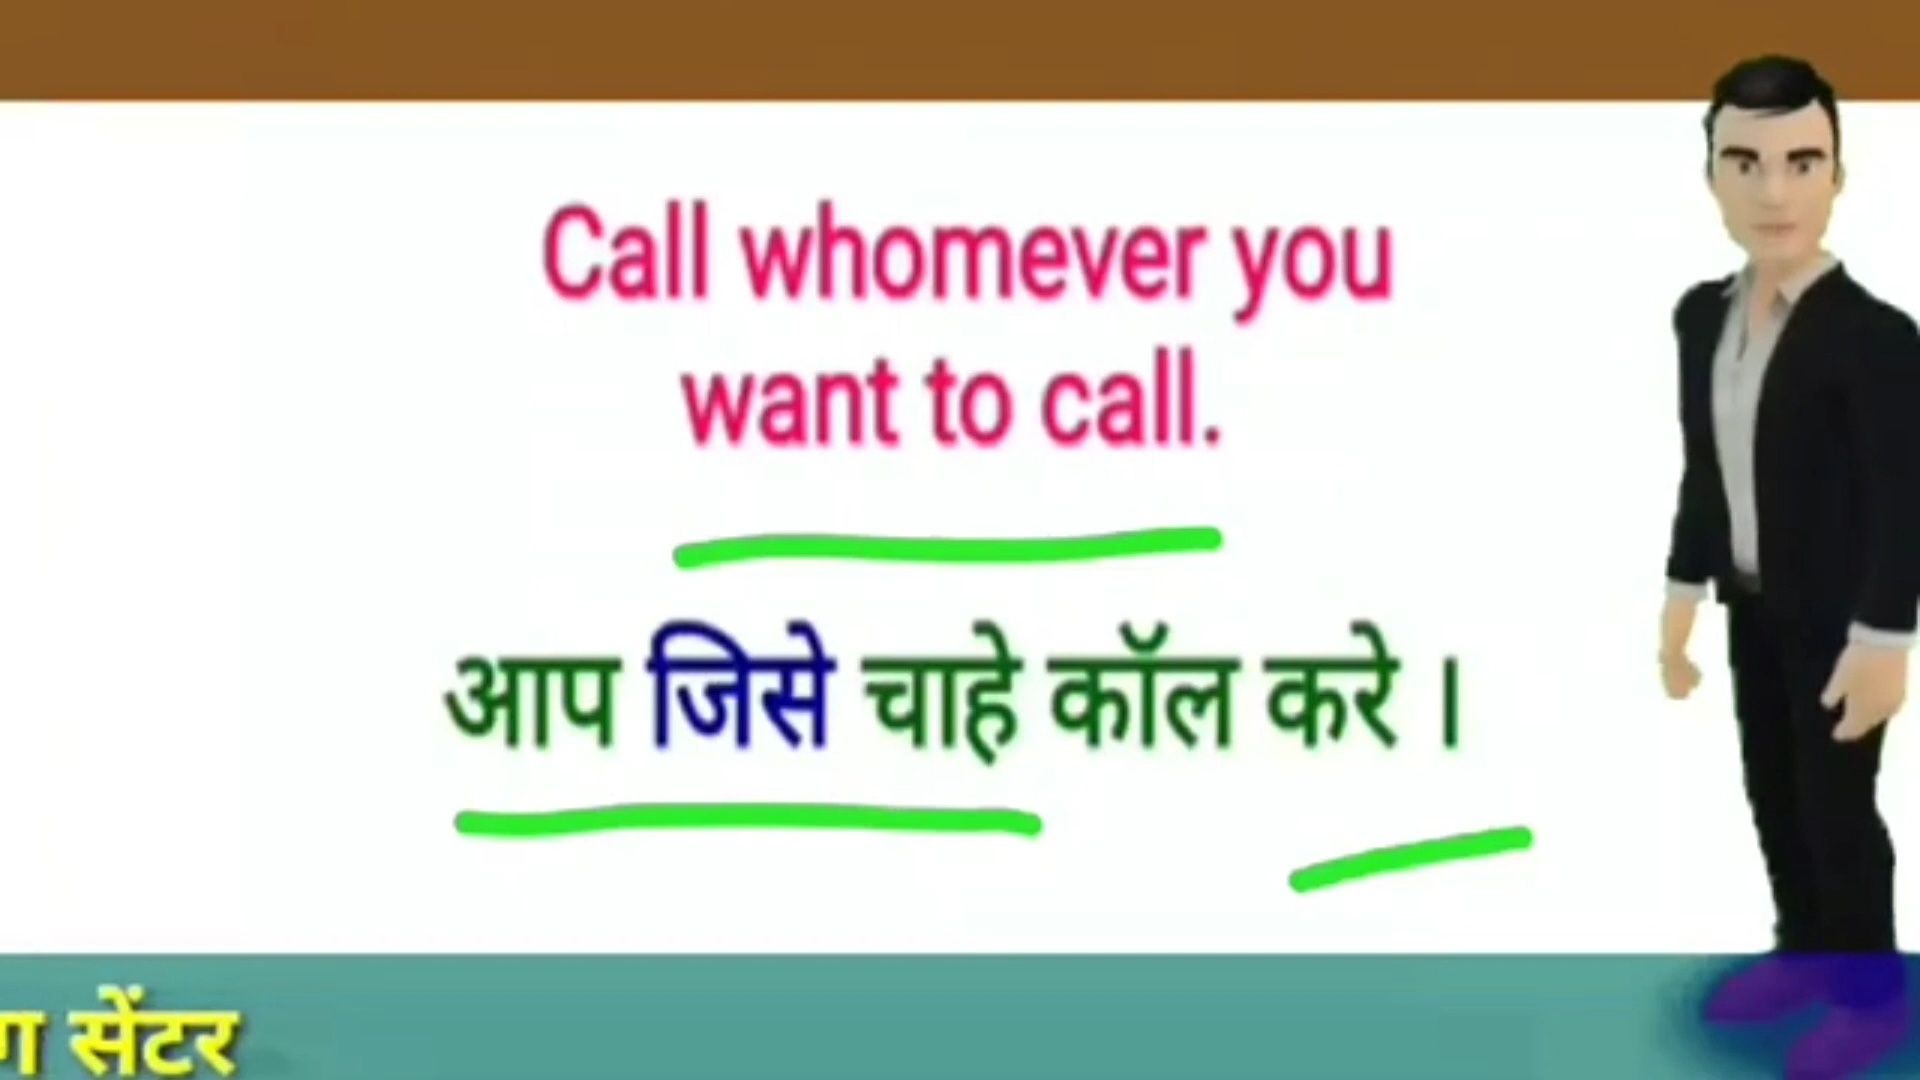 Call whomever you
want to call.
आप जिसे चाहे कॉल करे ।
सेंटर